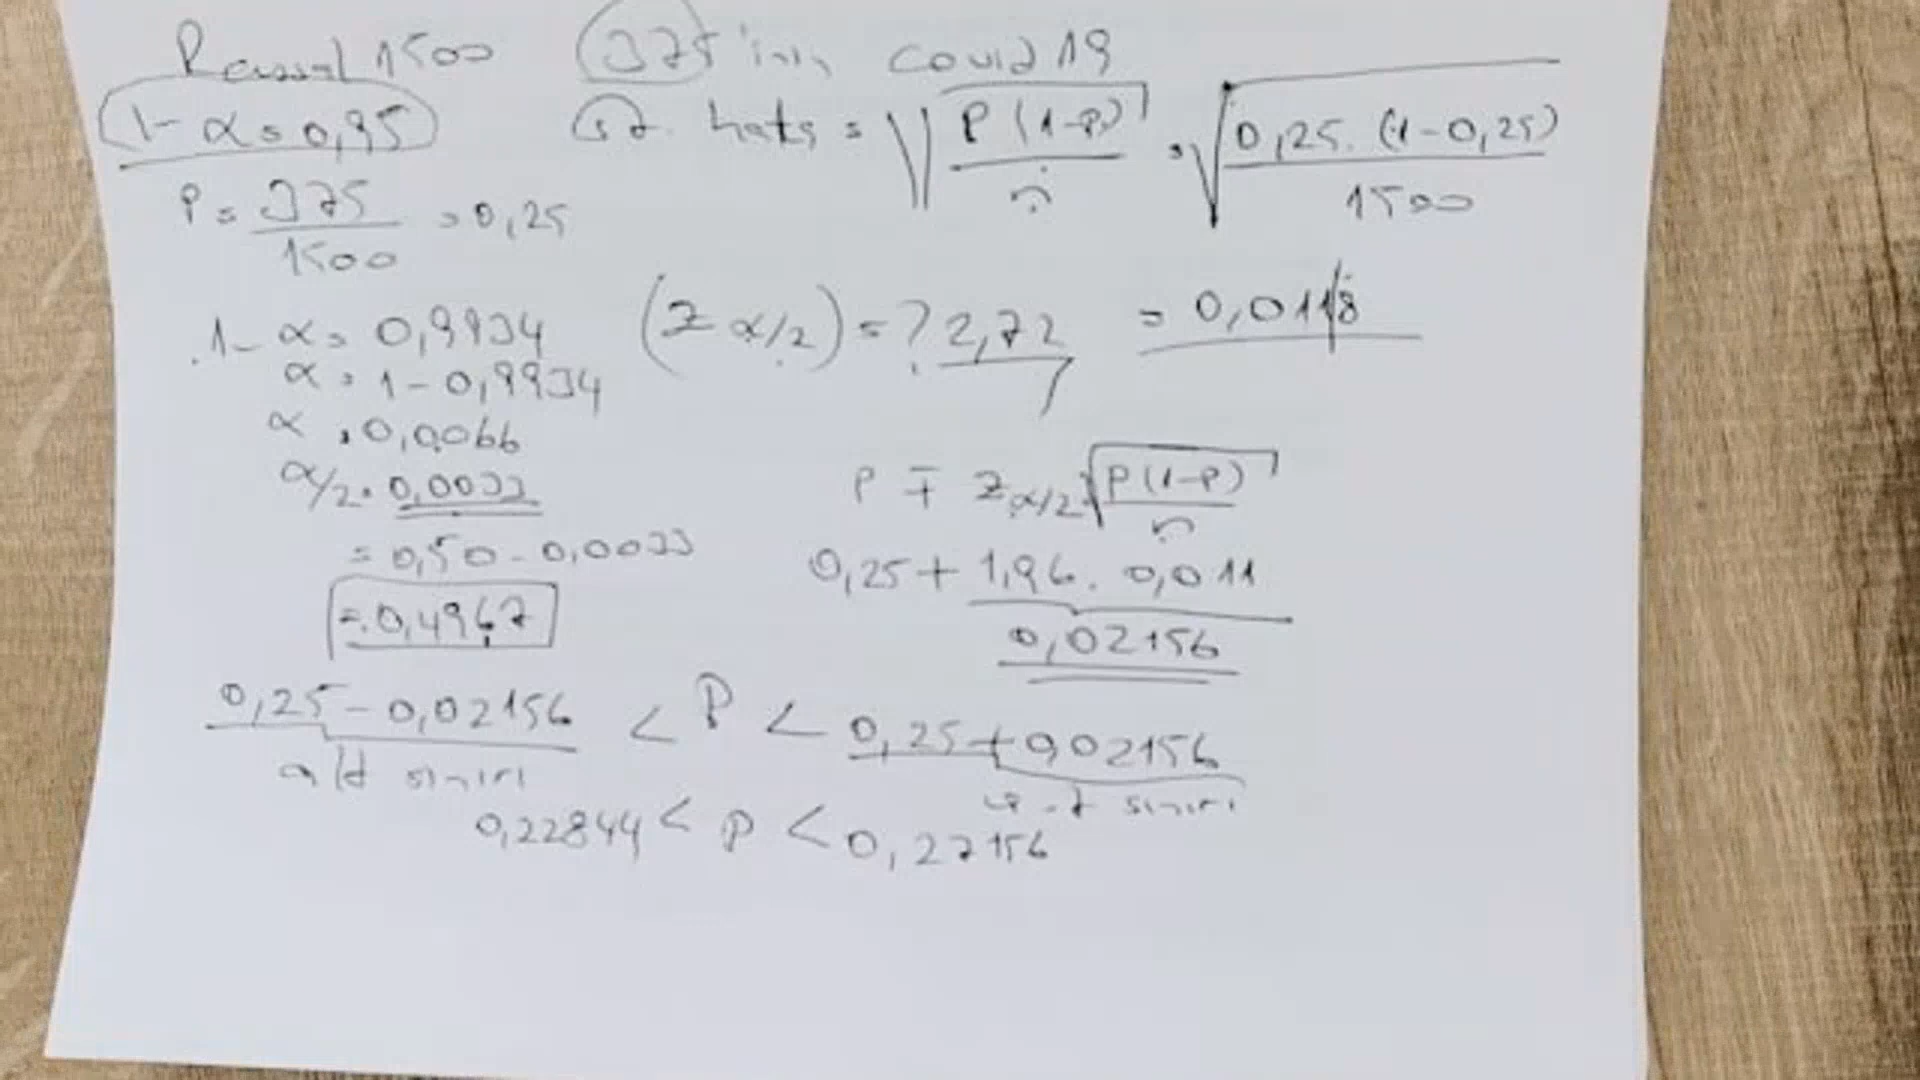 1500 375'inin covid 19
1-α=0,95 hata = √P(1-P)/n = √0,25.(1-0,25)/1500
P = 375/1500 = 0,25
1-α = 0,9934 (Z α/2) = ? 2,72 = 0,0118
α = 1-0,9934
α = 0,0066
α/2 = 0,0033 P ∓ Zα/2 √P(1-P)/n
= 0,50 - 0,0033 0,25 + 1,96 . 0,011
= 0,4967 0,02156
0,25 - 0,02156 < P < 0,25 + 0,02156
alt sınırı üst sınırı
0,22844 < P < 0,27156